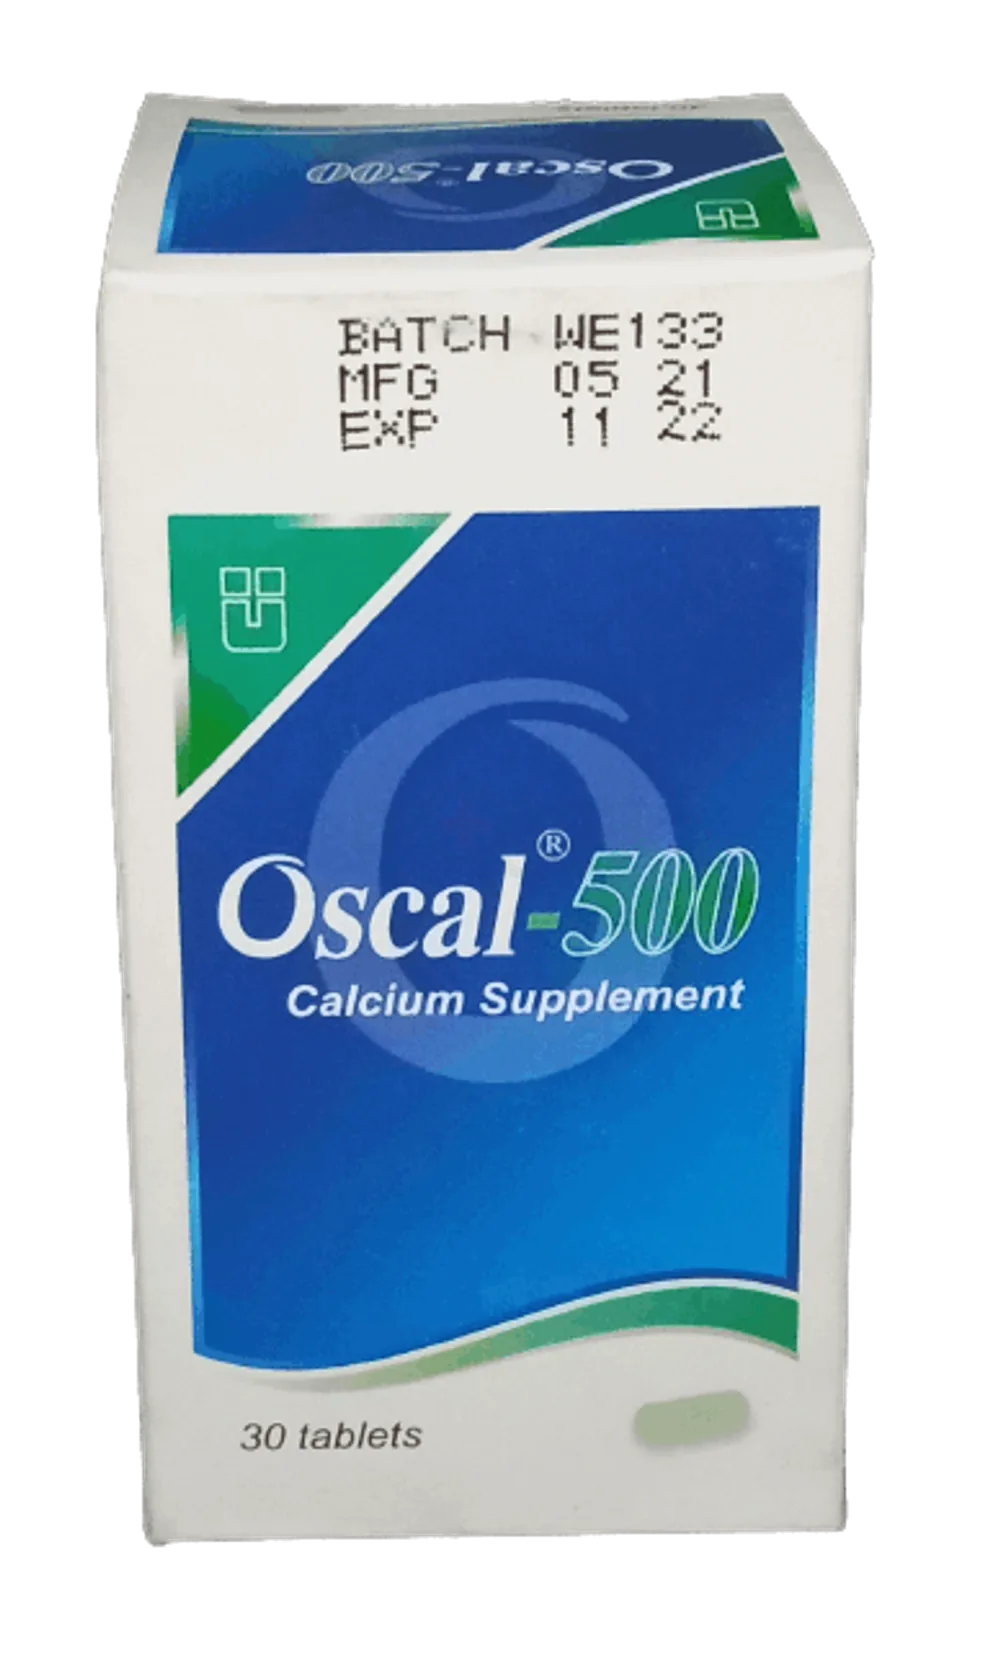 Oscal®-500
BATCH WE133
MFG 05 21
EXP 11 22
Oscal®-500
Calcium Supplement
30 tablets